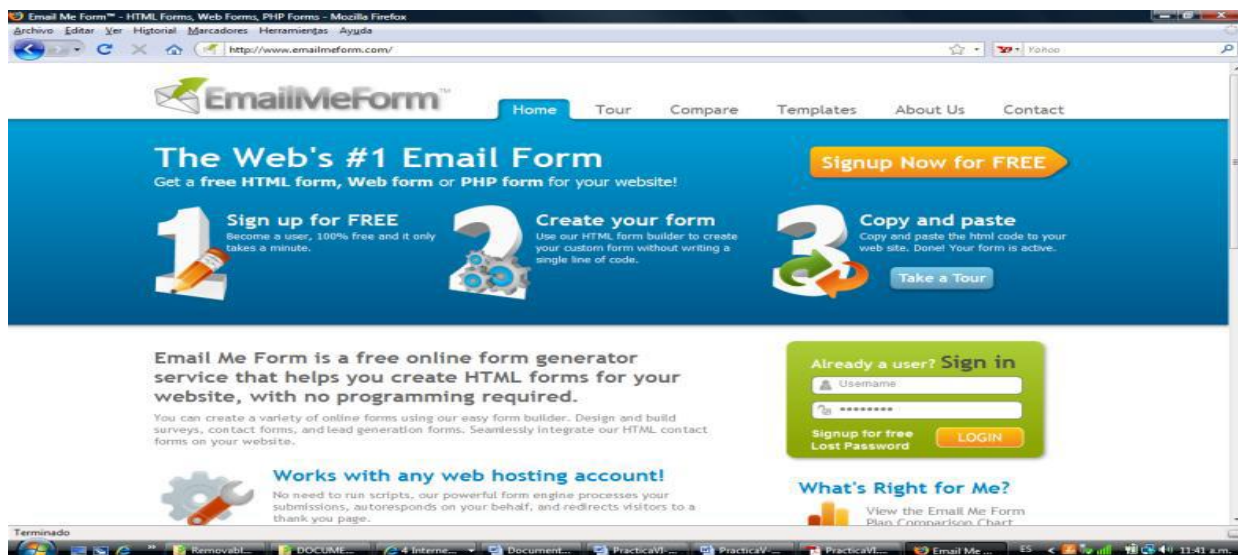 Email Me Form™ - HTML Forms, Web Forms, PHP Forms - Mozilla Firefox
Archivo Editar Ver Historial Marcadores Herramientas Ayuda
http://www.emailmeform.com/
Yahoo
EmailMeForm™
Home Tour Compare Templates About Us Contact
The Web's #1 Email Form
Get a free HTML form, Web form or PHP form for your website!
Signup Now for FREE
1
Sign up for FREE
Become a user, 100% free and it only
takes a minute.
2
Create your form
Use our HTML form builder to create
your custom form without writing a
single line of code.
3
Copy and paste
Copy and paste the html code to your
web site. Done! Your form is active.
Take a Tour
Email Me Form is a free online form generator
service that helps you create HTML forms for your
website, with no programming required.
You can create a variety of online forms using our easy form builder. Design and build
surveys, contact forms, and lead generation forms. Seamlessly integrate our HTML contact
forms on your website.
Already a user? Sign in
Username
********
Signup for free
Lost Password
LOGIN
Works with any web hosting account!
No need to run scripts, our powerful form engine processes your
submissions, autoresponds on your behalf, and redirects visitors to a
thank you page.
What's Right for Me?
View the Email Me Form
Plan Comparison Chart
Terminado
Removabl... DOCUME... 4 Interne... Document... PracticaVI-... PracticaV-... PracticaVI.... Email Me ... ES 11:41 a.m.